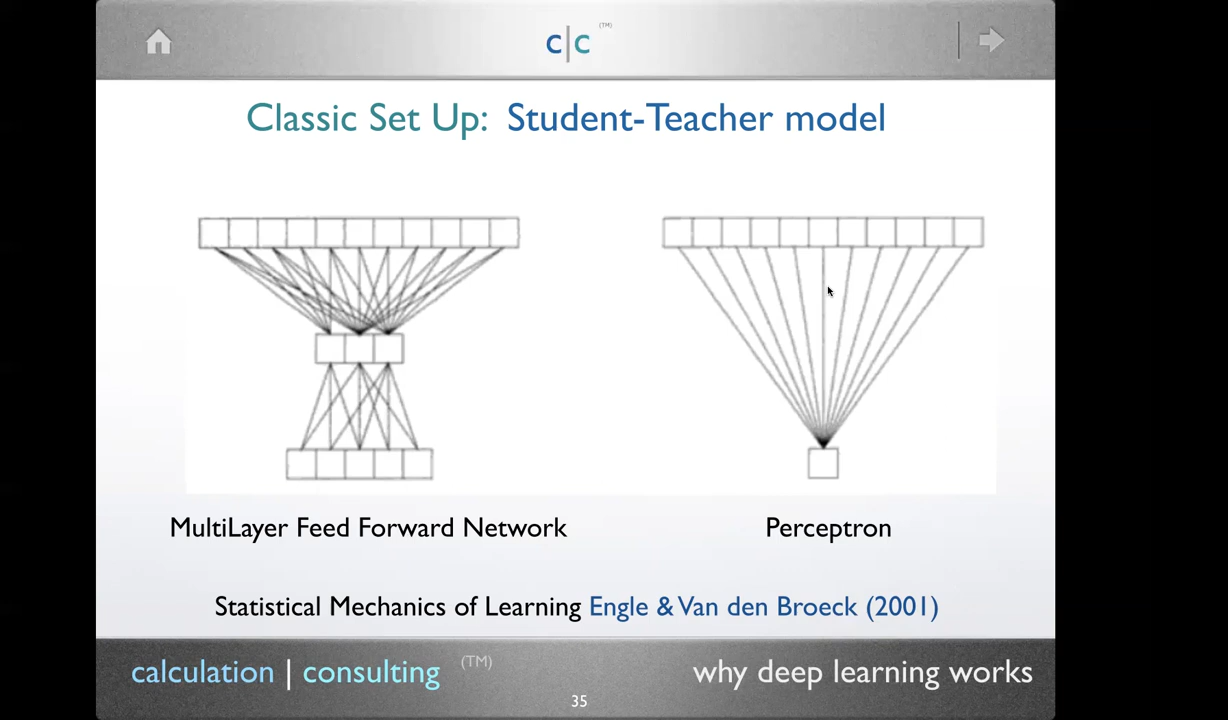 c|c (TM)
Classic Set Up: Student-Teacher model
MultiLayer Feed Forward Network
Perceptron
Statistical Mechanics of Learning Engle & Van den Broeck (2001)
calculation | consulting (TM)
why deep learning works
35